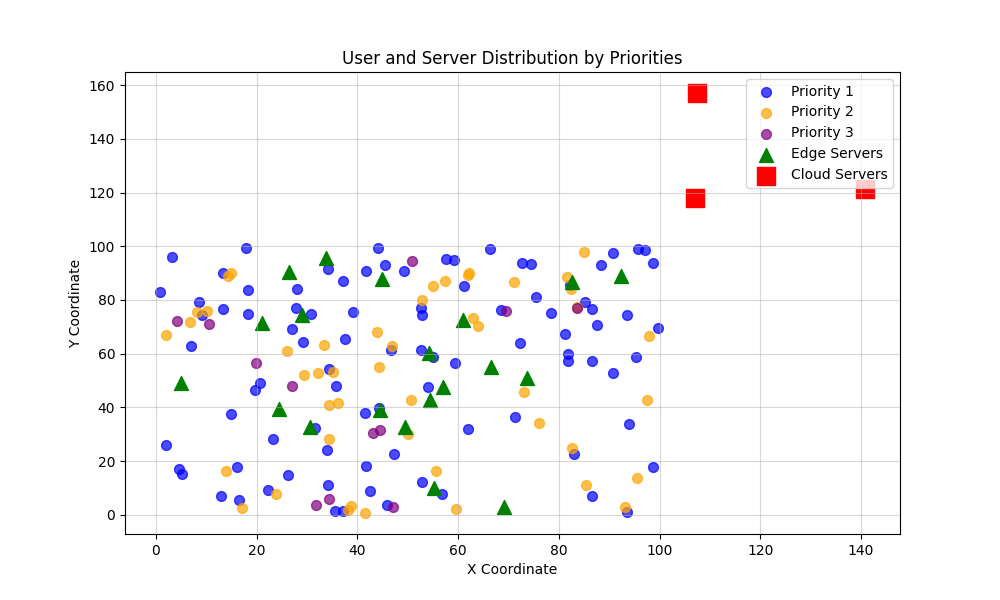 User and Server Distribution by Priorities
Y Coordinate
160
140
120
100
80
60
40
20
0
Priority 1
Priority 2
Priority 3
Edge Servers
Cloud Servers
0 20 40 60 80 100 120 140
X Coordinate